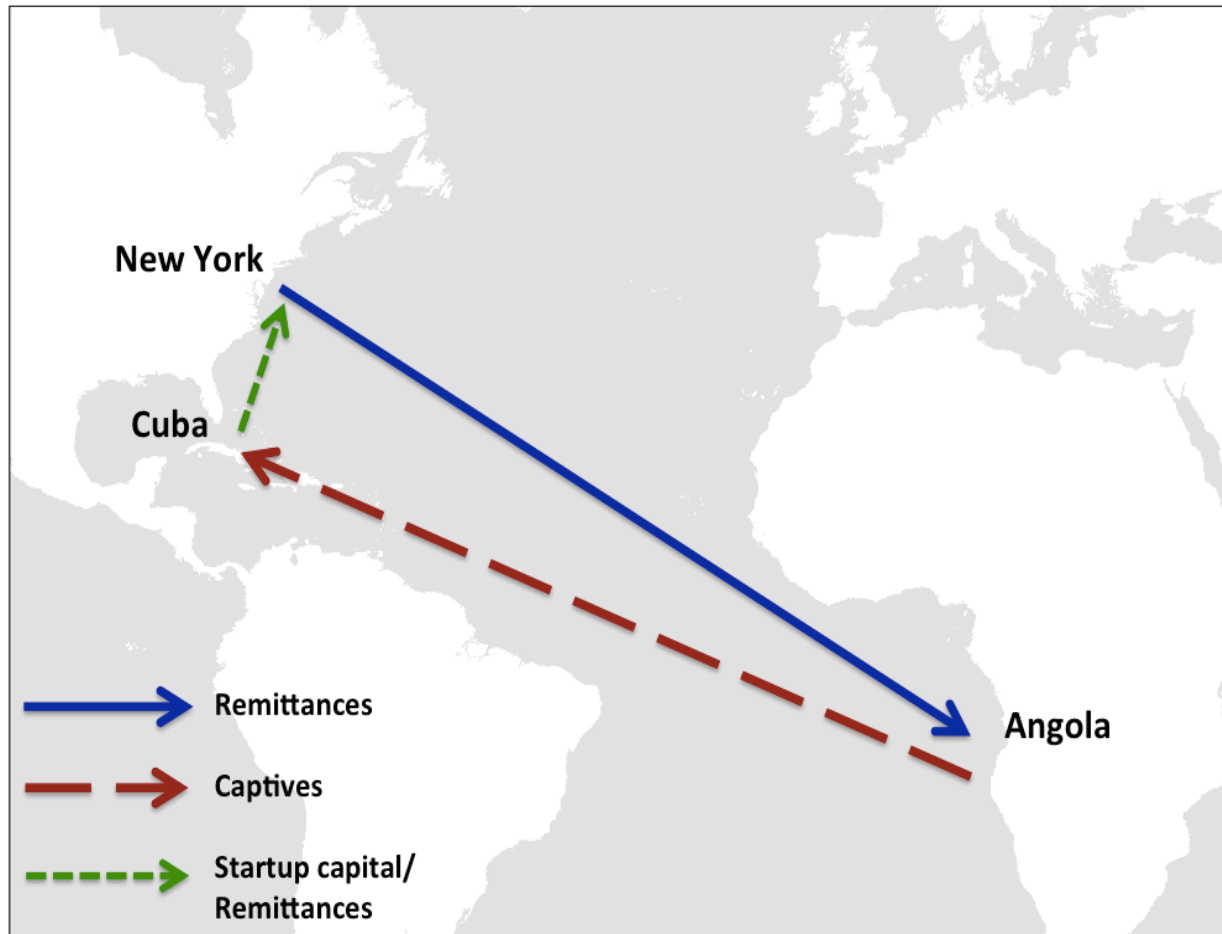 New York
Cuba
Angola
Remittances
Captives
Startup capital/
Remittances